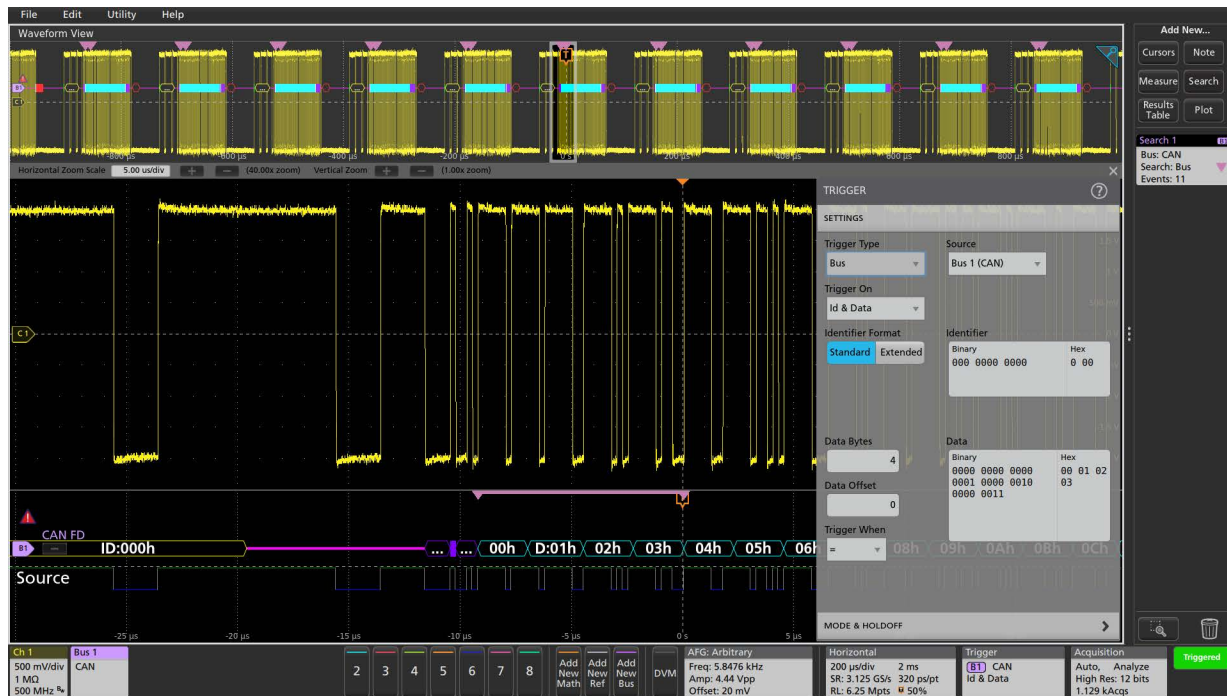 File Edit Utility Help
Waveform View
Add New...
Cursors Note
Measure Search
Results Table Plot
T
B1
C1
-800 µs -600 µs -400 µs -200 µs 0 s 200 µs 400 µs 600 µs 800 µs
Search 1 B1
Bus: CAN
Search: Bus
Events: 11
Horizontal Zoom Scale 5.00 us/div + - (40.00x zoom) Vertical Zoom + - (1.00x zoom)
TRIGGER ?
SETTINGS
Trigger Type Source
Bus Bus 1 (CAN)
Trigger On
Id & Data
Identifier Format Identifier
Standard Extended
Binary Hex
000 0000 0000 0 00
C1
Data Bytes Data
4
Binary Hex
0000 0000 0000 00 01 02
0001 0000 0010 03
0000 0011
Data Offset
0
Trigger When
=
CAN FD
B1 ID:000h ... ... 00h D:01h 02h 03h 04h 05h 06h 08h 09h 0Ah 0Bh 0Ch
Source
-25 µs -20 µs -15 µs -10 µs -5 µs 0 s 5 µs
MODE & HOLDOFF
Ch 1
500 mV/div
1 MΩ
500 MHz
Bus 1
CAN
2 3 4 5 6 7 8
Add New Math
Add New Ref
Add New Bus
DVM
AFG: Arbitrary
Freq: 5.8476 kHz
Amp: 4.44 Vpp
Offset: 20 mV
Horizontal
200 µs/div 2 ms
SR: 3.125 GS/s 320 ps/pt
RL: 6.25 Mpts 50%
Trigger
B1 CAN
Id & Data
Acquisition
Auto, Analyze
High Res: 12 bits
1.129 kAcqs
Triggered